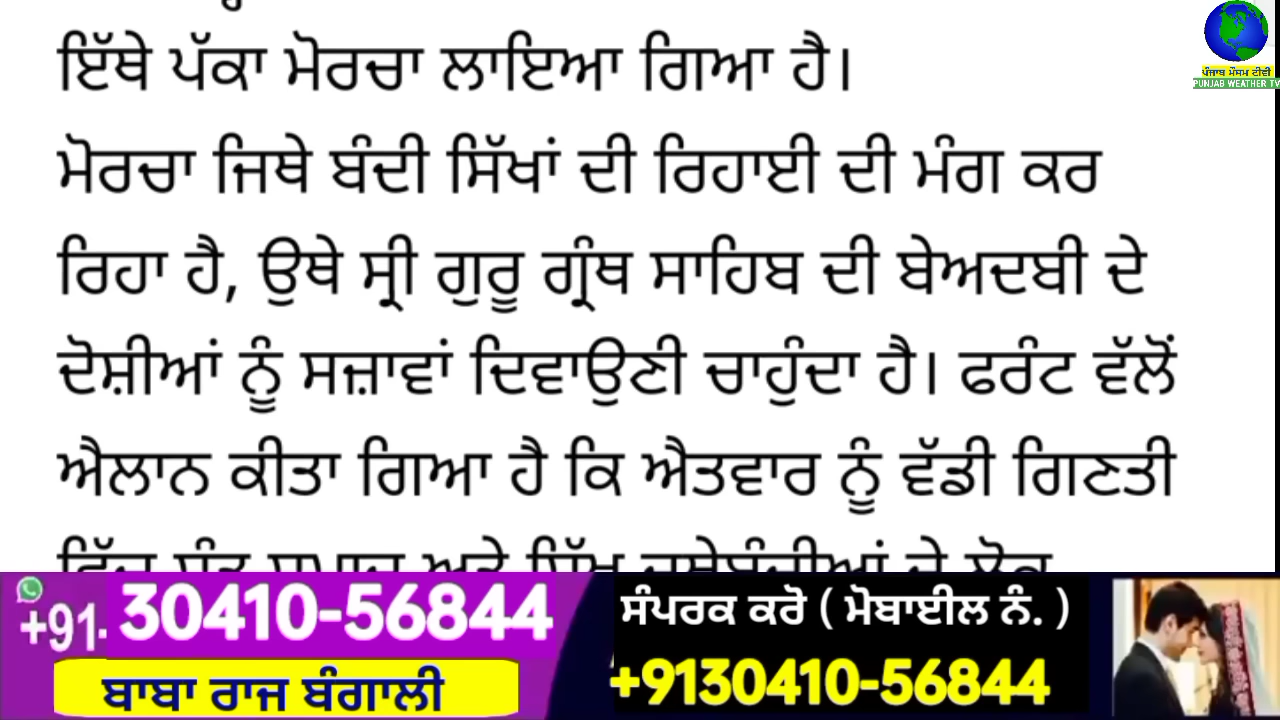 ਇੱਥੇ ਪੱਕਾ ਮੋਰਚਾ ਲਾਇਆ ਗਿਆ ਹੈ।
ਮੋਰਚਾ ਜਿਥੇ ਬੰਦੀ ਸਿੱਖਾਂ ਦੀ ਰਿਹਾਈ ਦੀ ਮੰਗ ਕਰ
ਰਿਹਾ ਹੈ, ਉਥੇ ਸ੍ਰੀ ਗੁਰੂ ਗ੍ਰੰਥ ਸਾਹਿਬ ਦੀ ਬੇਅਦਬੀ ਦੇ
ਦੋਸ਼ੀਆਂ ਨੂੰ ਸਜ਼ਾਵਾਂ ਦਿਵਾਉਣੀ ਚਾਹੁੰਦਾ ਹੈ। ਫਰੰਟ ਵੱਲੋਂ
ਐਲਾਨ ਕੀਤਾ ਗਿਆ ਹੈ ਕਿ ਐਤਵਾਰ ਨੂੰ ਵੱਡੀ ਗਿਣਤੀ
ਪੰਜਾਬ ਮੌਸਮ ਟੀਵੀ
PUNJAB WEATHER TV
+91- 30410-56844
ਬਾਬਾ ਰਾਜ ਬੰਗਾਲੀ
ਸੰਪਰਕ ਕਰੋ ( ਮੋਬਾਈਲ ਨੰ. )
+9130410-56844